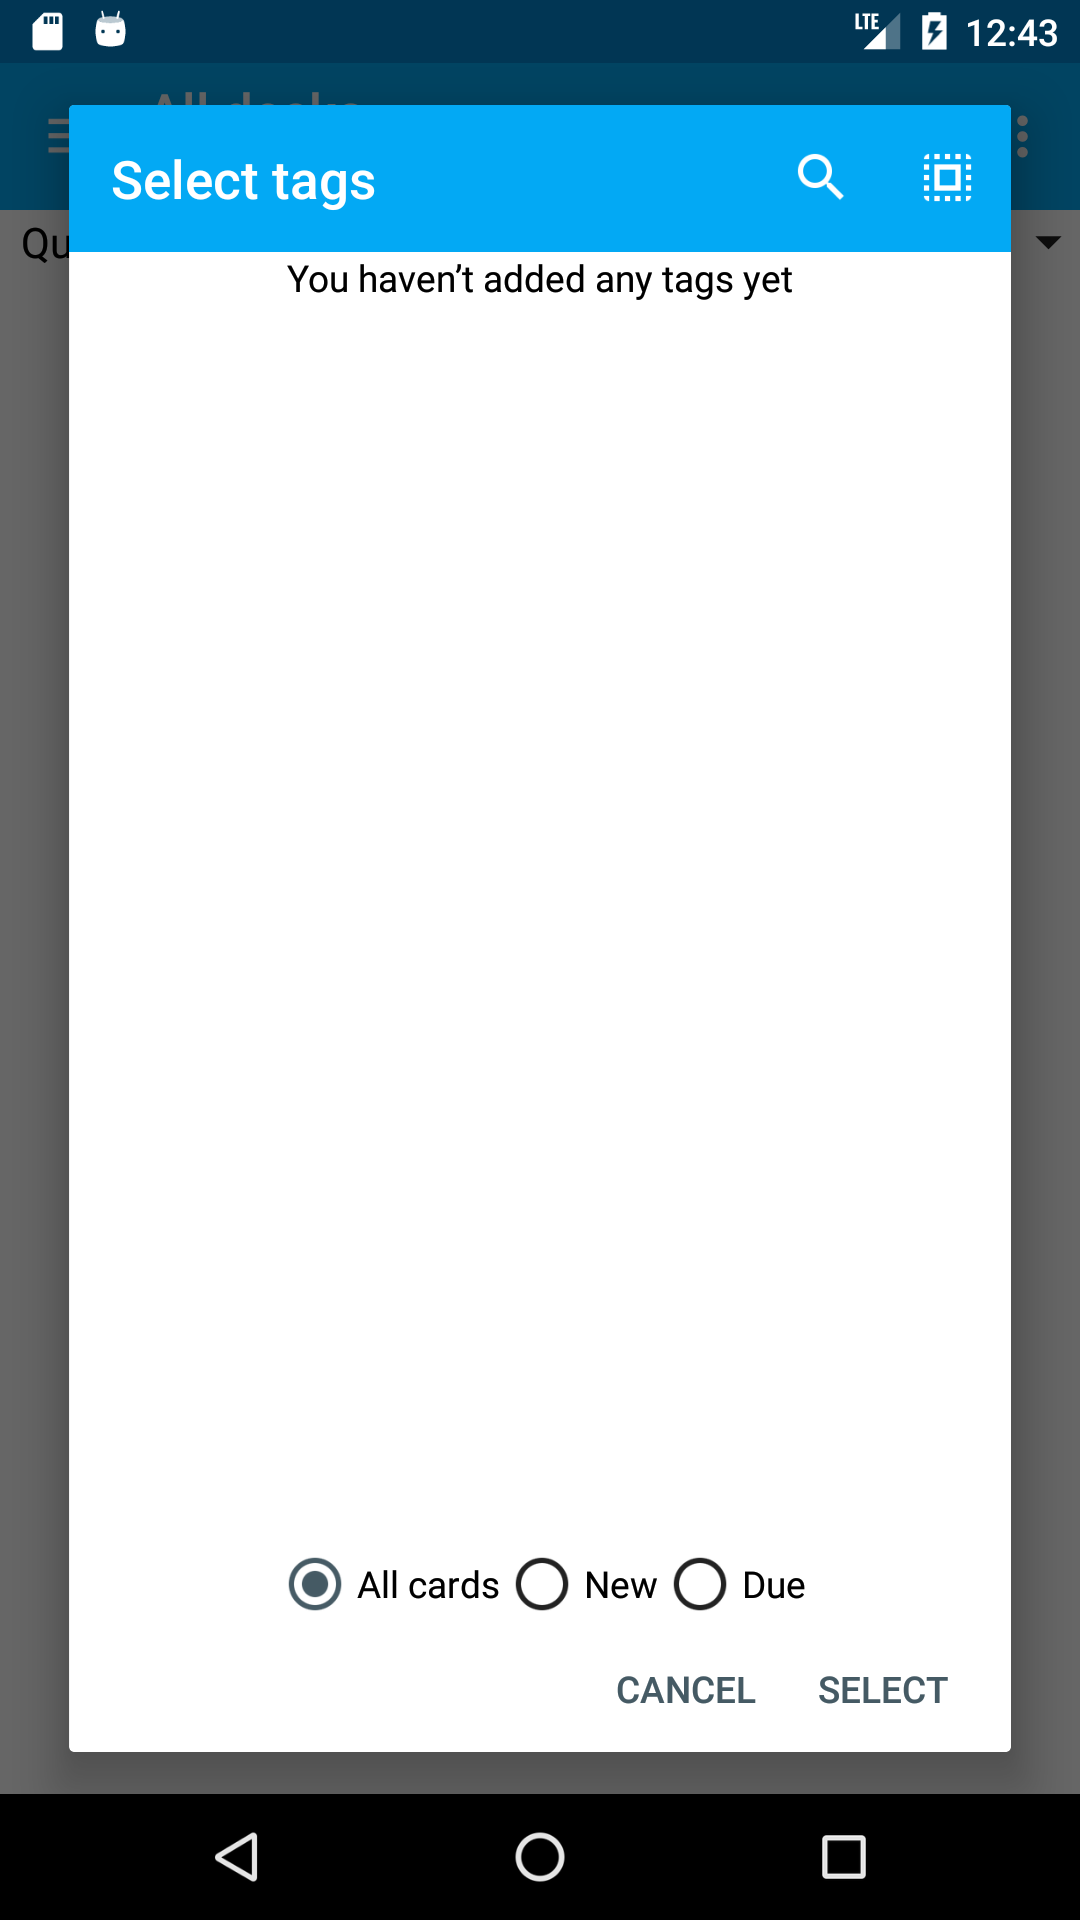 LTE 12:43
Select tags
Qu
You haven’t added any tags yet
All cards New Due
CANCEL SELECT